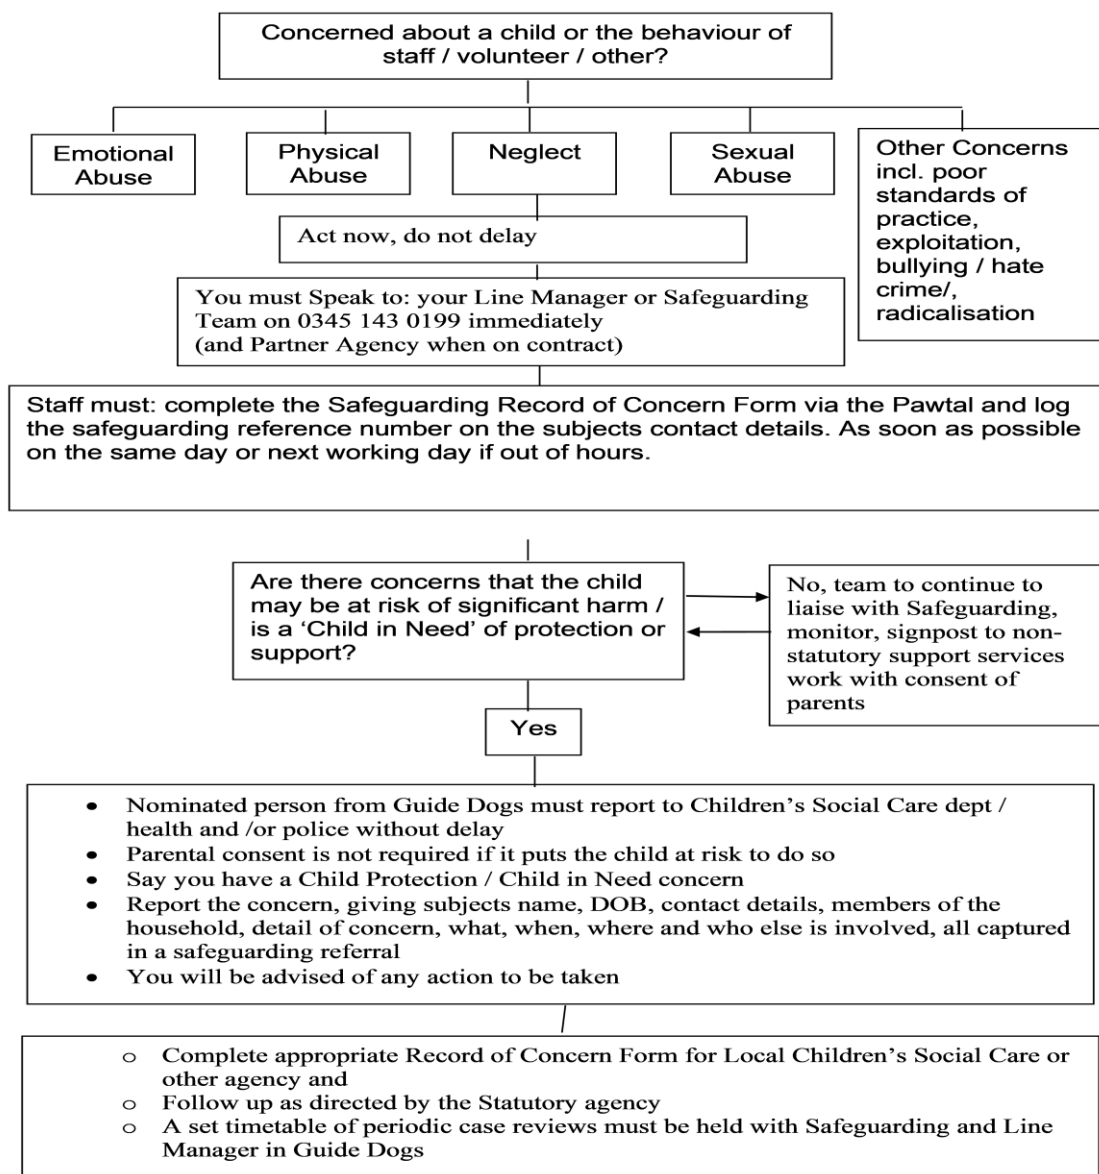 Concerned about a child or the behaviour of
staff / volunteer / other?
Emotional
Abuse
Physical
Abuse
Neglect
Sexual
Abuse
Other Concerns
incl. poor
standards of
practice,
exploitation,
bullying / hate
crime/,
radicalisation
Act now, do not delay
You must Speak to: your Line Manager or Safeguarding
Team on 0345 143 0199 immediately
(and Partner Agency when on contract)
Staff must: complete the Safeguarding Record of Concern Form via the Pawtal and log
the safeguarding reference number on the subjects contact details. As soon as possible
on the same day or next working day if out of hours.
Are there concerns that the child
may be at risk of significant harm /
is a ‘Child in Need’ of protection or
support?
No, team to continue to
liaise with Safeguarding,
monitor, signpost to non-
statutory support services
work with consent of
parents
Yes
• Nominated person from Guide Dogs must report to Children’s Social Care dept /
health and /or police without delay
• Parental consent is not required if it puts the child at risk to do so
• Say you have a Child Protection / Child in Need concern
• Report the concern, giving subjects name, DOB, contact details, members of the
household, detail of concern, what, when, where and who else is involved, all captured
in a safeguarding referral
• You will be advised of any action to be taken
o Complete appropriate Record of Concern Form for Local Children’s Social Care or
other agency and
o Follow up as directed by the Statutory agency
o A set timetable of periodic case reviews must be held with Safeguarding and Line
Manager in Guide Dogs